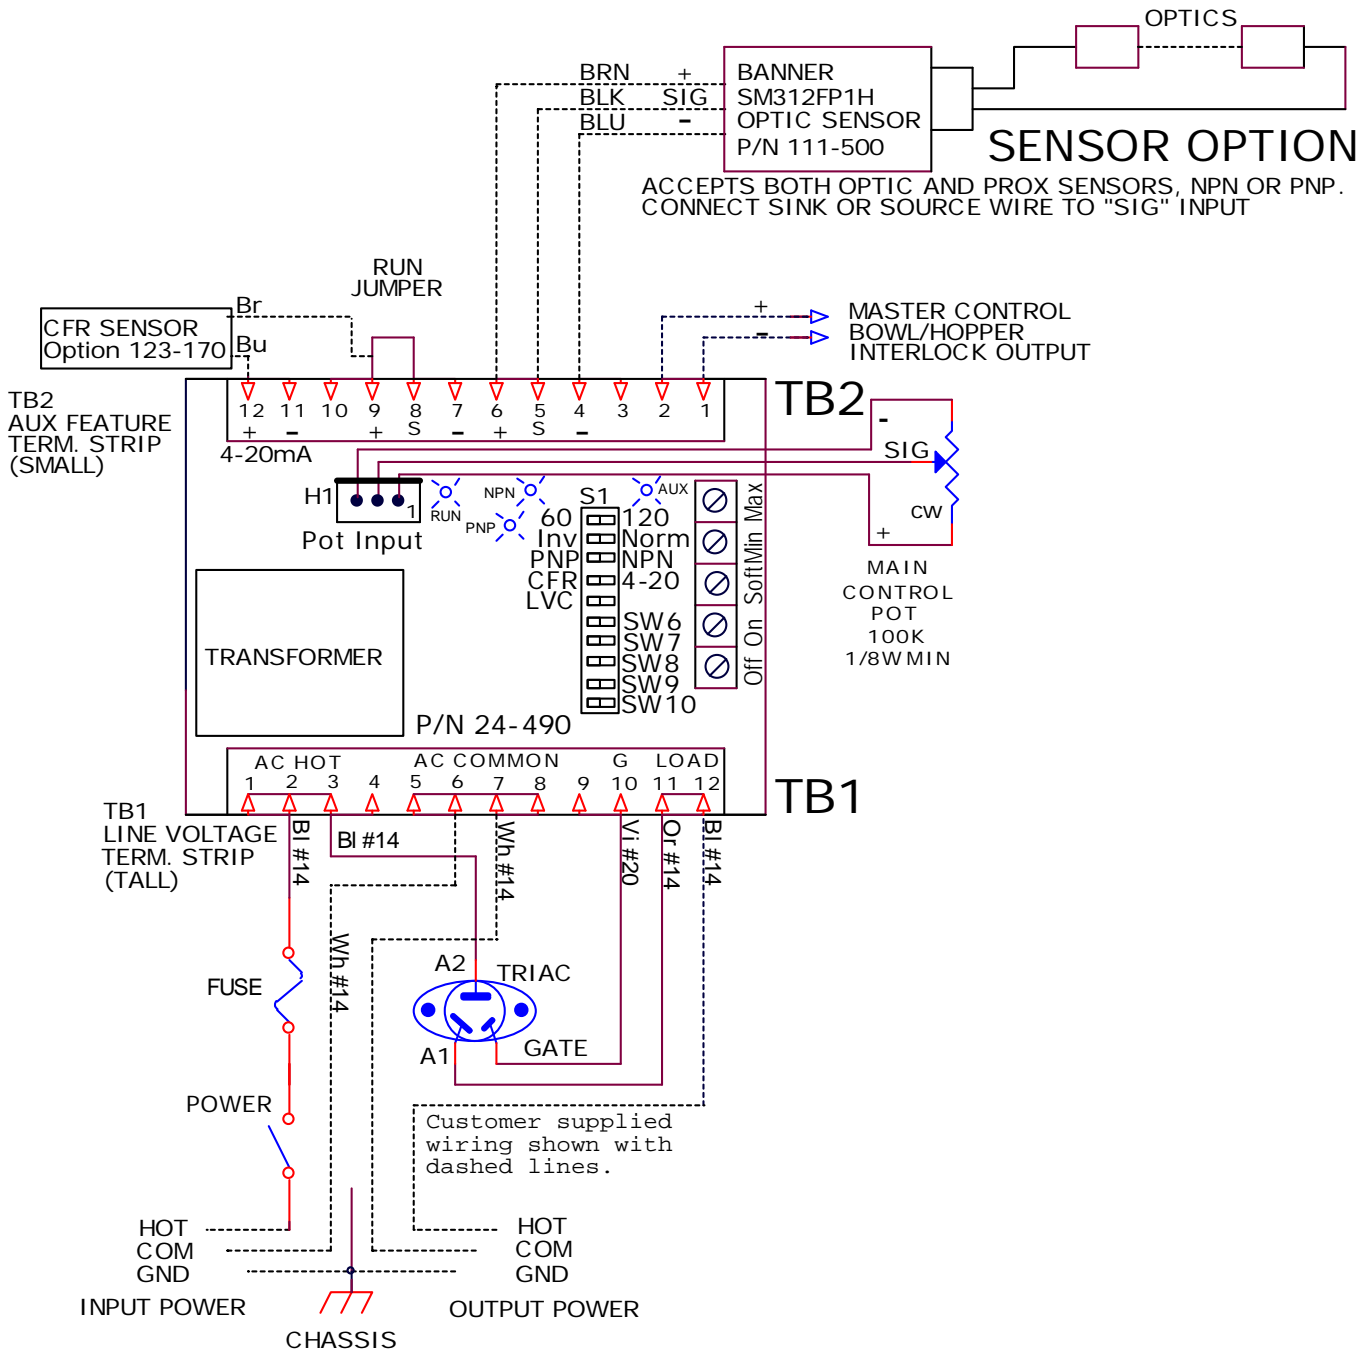 OPTICS
BRN +
BLK SIG
BLU -
BANNER
SM312FP1H
OPTIC SENSOR
P/N 111-500
SENSOR OPTION
ACCEPTS BOTH OPTIC AND PROX SENSORS, NPN OR PNP.
CONNECT SINK OR SOURCE WIRE TO "SIG" INPUT
RUN
JUMPER
CFR SENSOR
Option 123-170
Br
Bu
+
-
MASTER CONTROL
BOWL/HOPPER
INTERLOCK OUTPUT
TB2
AUX FEATURE
TERM. STRIP
(SMALL)
12 11 10 9 8 7 6 5 4 3 2 1
+ - + S - + S -
4-20mA
TB2
-
SIG
CW
+
MAIN
CONTROL
POT
100K
1/8W MIN
H1
1
Pot Input
RUN
NPN
PNP
AUX
S1
60 120
Inv Norm
PNP NPN
CFR 4-20
LVC
SW6
SW7
SW8
SW9
SW10
Off On Soft Min Max
TRANSFORMER
P/N 24-490
AC HOT AC COMMON G LOAD
1 2 3 4 5 6 7 8 9 10 11 12
TB1
TB1
LINE VOLTAGE
TERM. STRIP
(TALL)
Bl #14
Bl #14
Wh #14
Wh #14
Vi #20
Or #14
Bl #14
FUSE
A2
TRIAC
A1
GATE
POWER
Customer supplied
wiring shown with
dashed lines.
HOT
COM
GND
INPUT POWER
HOT
COM
GND
OUTPUT POWER
CHASSIS